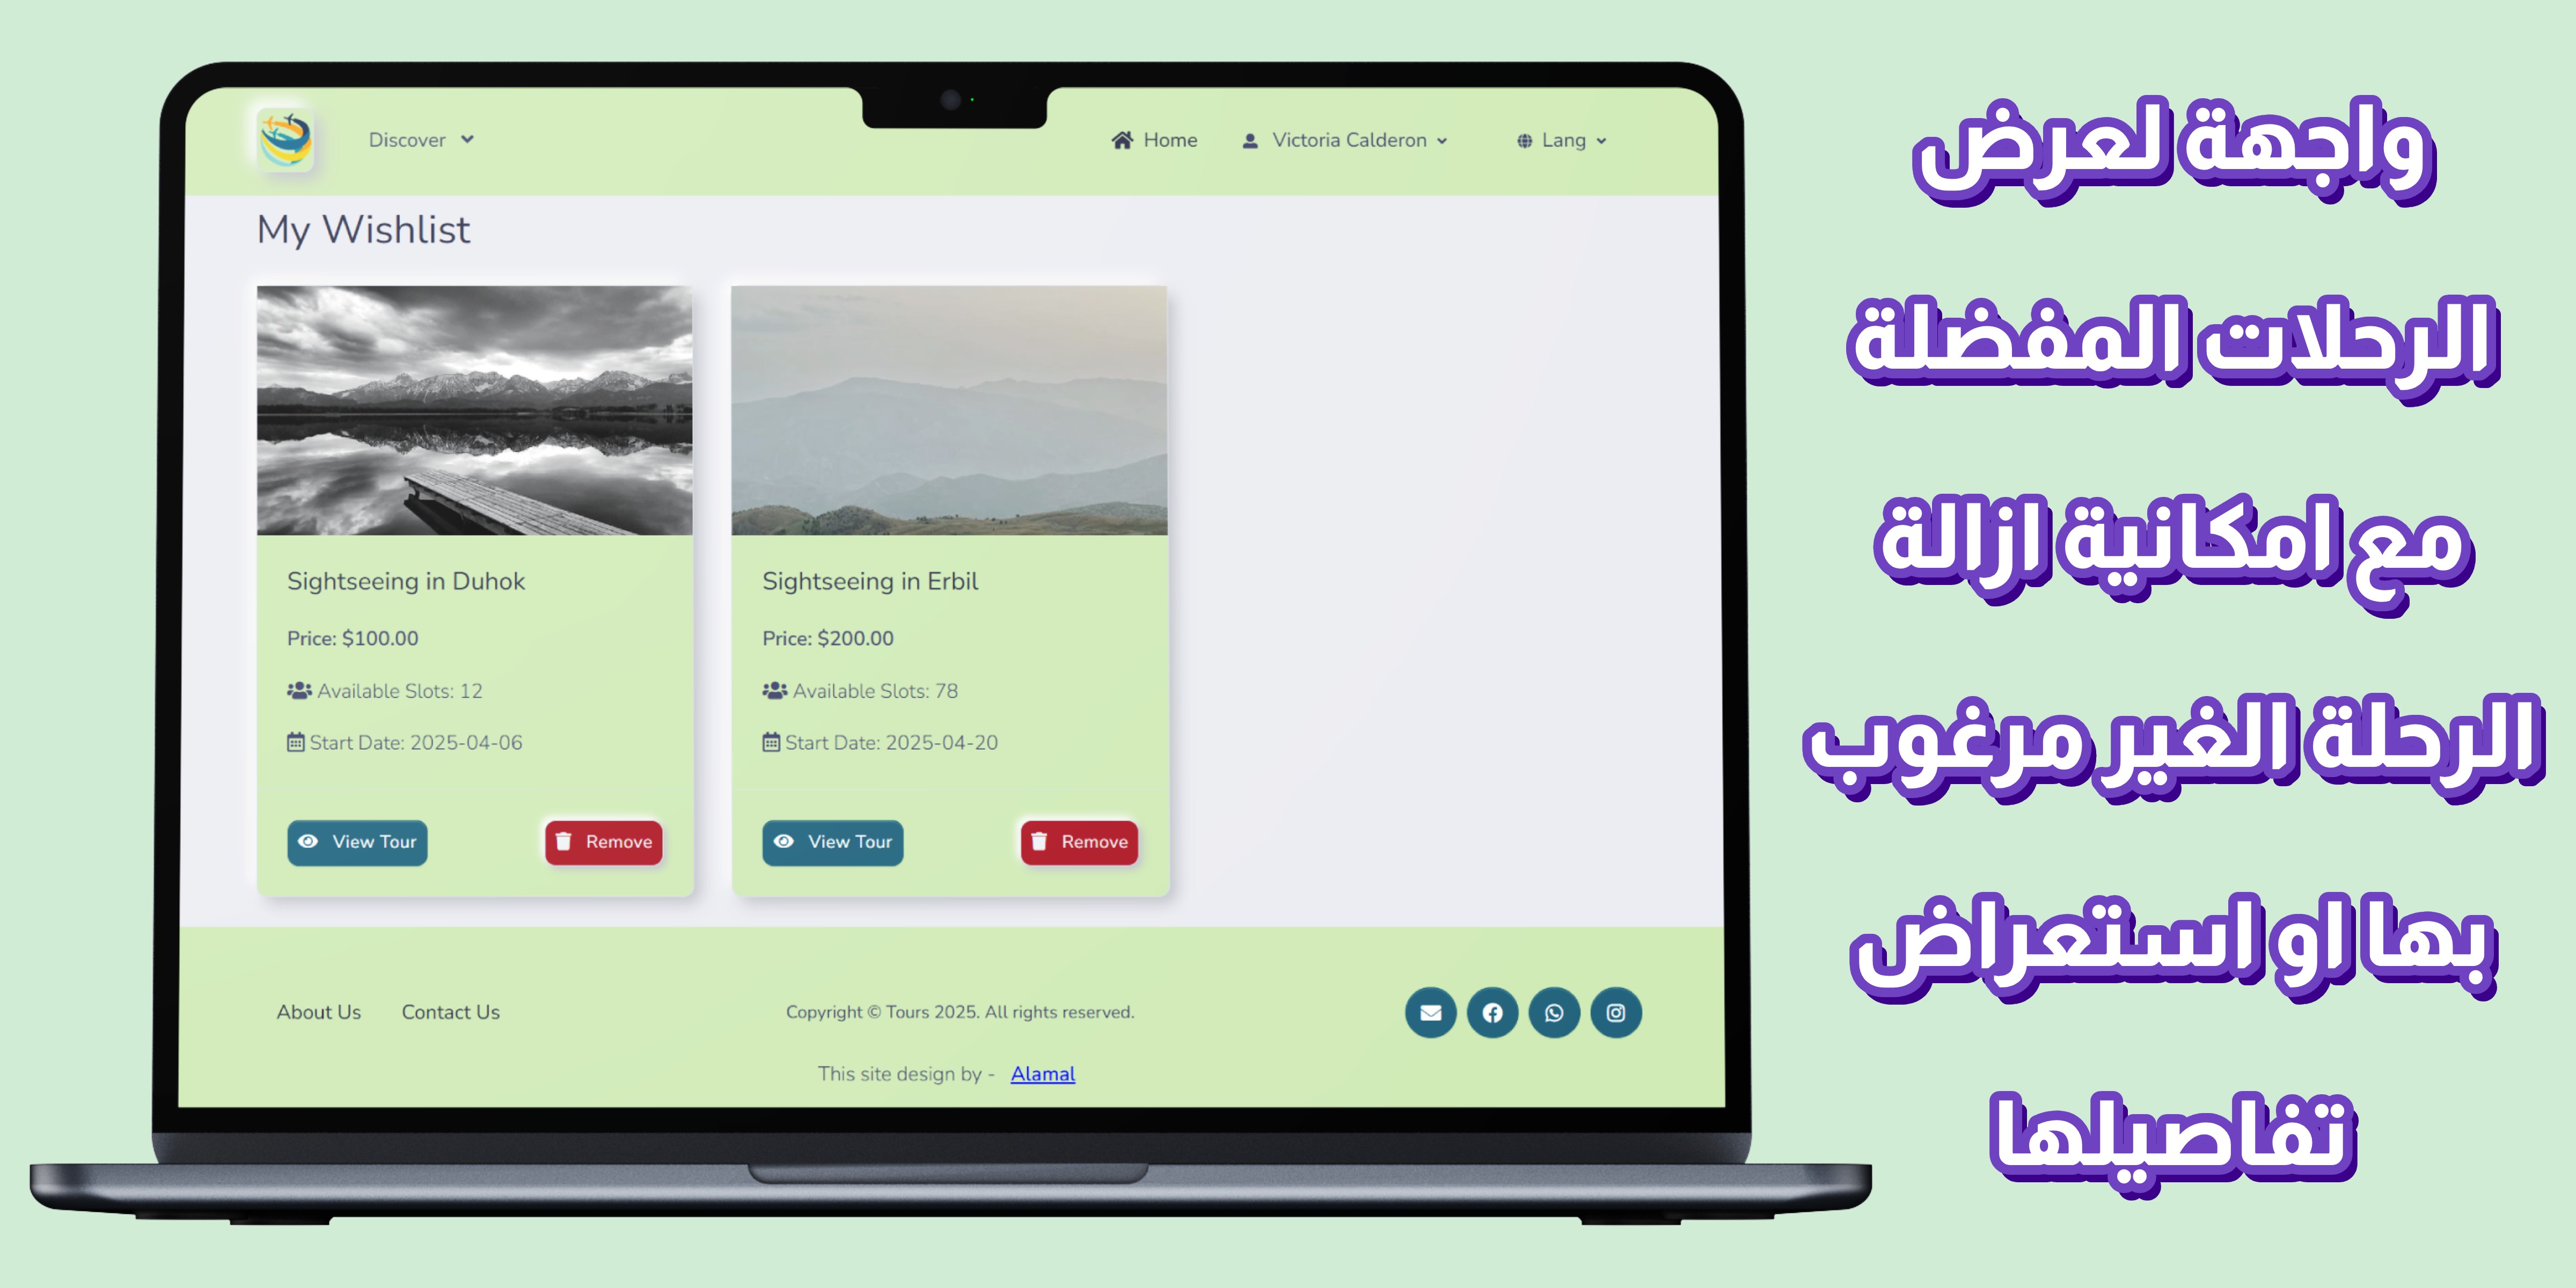 Discover
Home
Victoria Calderon
Lang
My Wishlist
Sightseeing in Duhok
Price: $100.00
Available Slots: 12
Start Date: 2025-04-06
View Tour
Remove
Sightseeing in Erbil
Price: $200.00
Available Slots: 78
Start Date: 2025-04-20
View Tour
Remove
About Us
Contact Us
Copyright © Tours 2025. All rights reserved.
This site design by - Alamal
واجهة لعرض
الرحلات المفضلة
مع امكانية ازالة
الرحلة الغير مرغوب
بها او استعراض
تفاصيلها